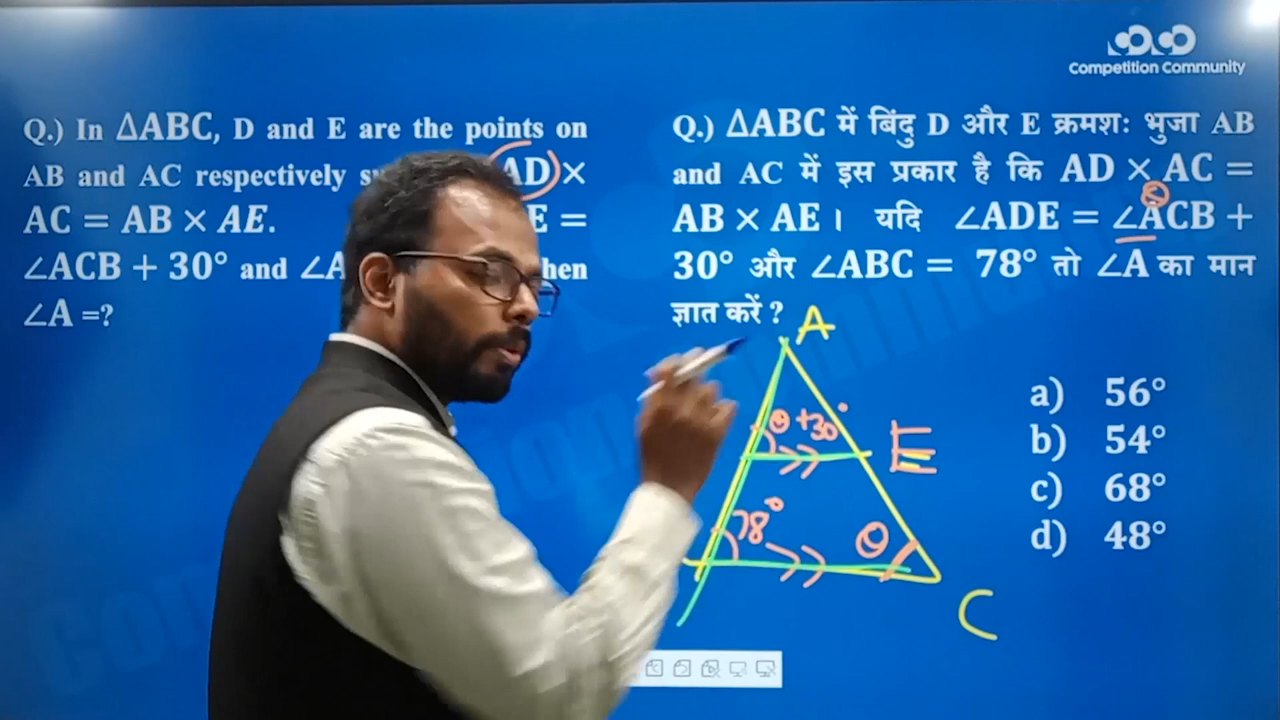 Competition Community
Q.) In ΔABC, D and E are the points on
AB and AC respectively AD ×
AC = AB × AE. =
∠ACB + 30° and
∠A =?
Q.) ΔABC में बिंदु D और E क्रमशः भुजा AB
and AC में इस प्रकार है कि AD × AC =
AB × AE। यदि ∠ADE = ∠ACB +
30° और ∠ABC = 78° तो ∠A का मान
ज्ञात करें ?
A
θ +30°
E
78°
θ
C
a) 56°
b) 54°
c) 68°
d) 48°